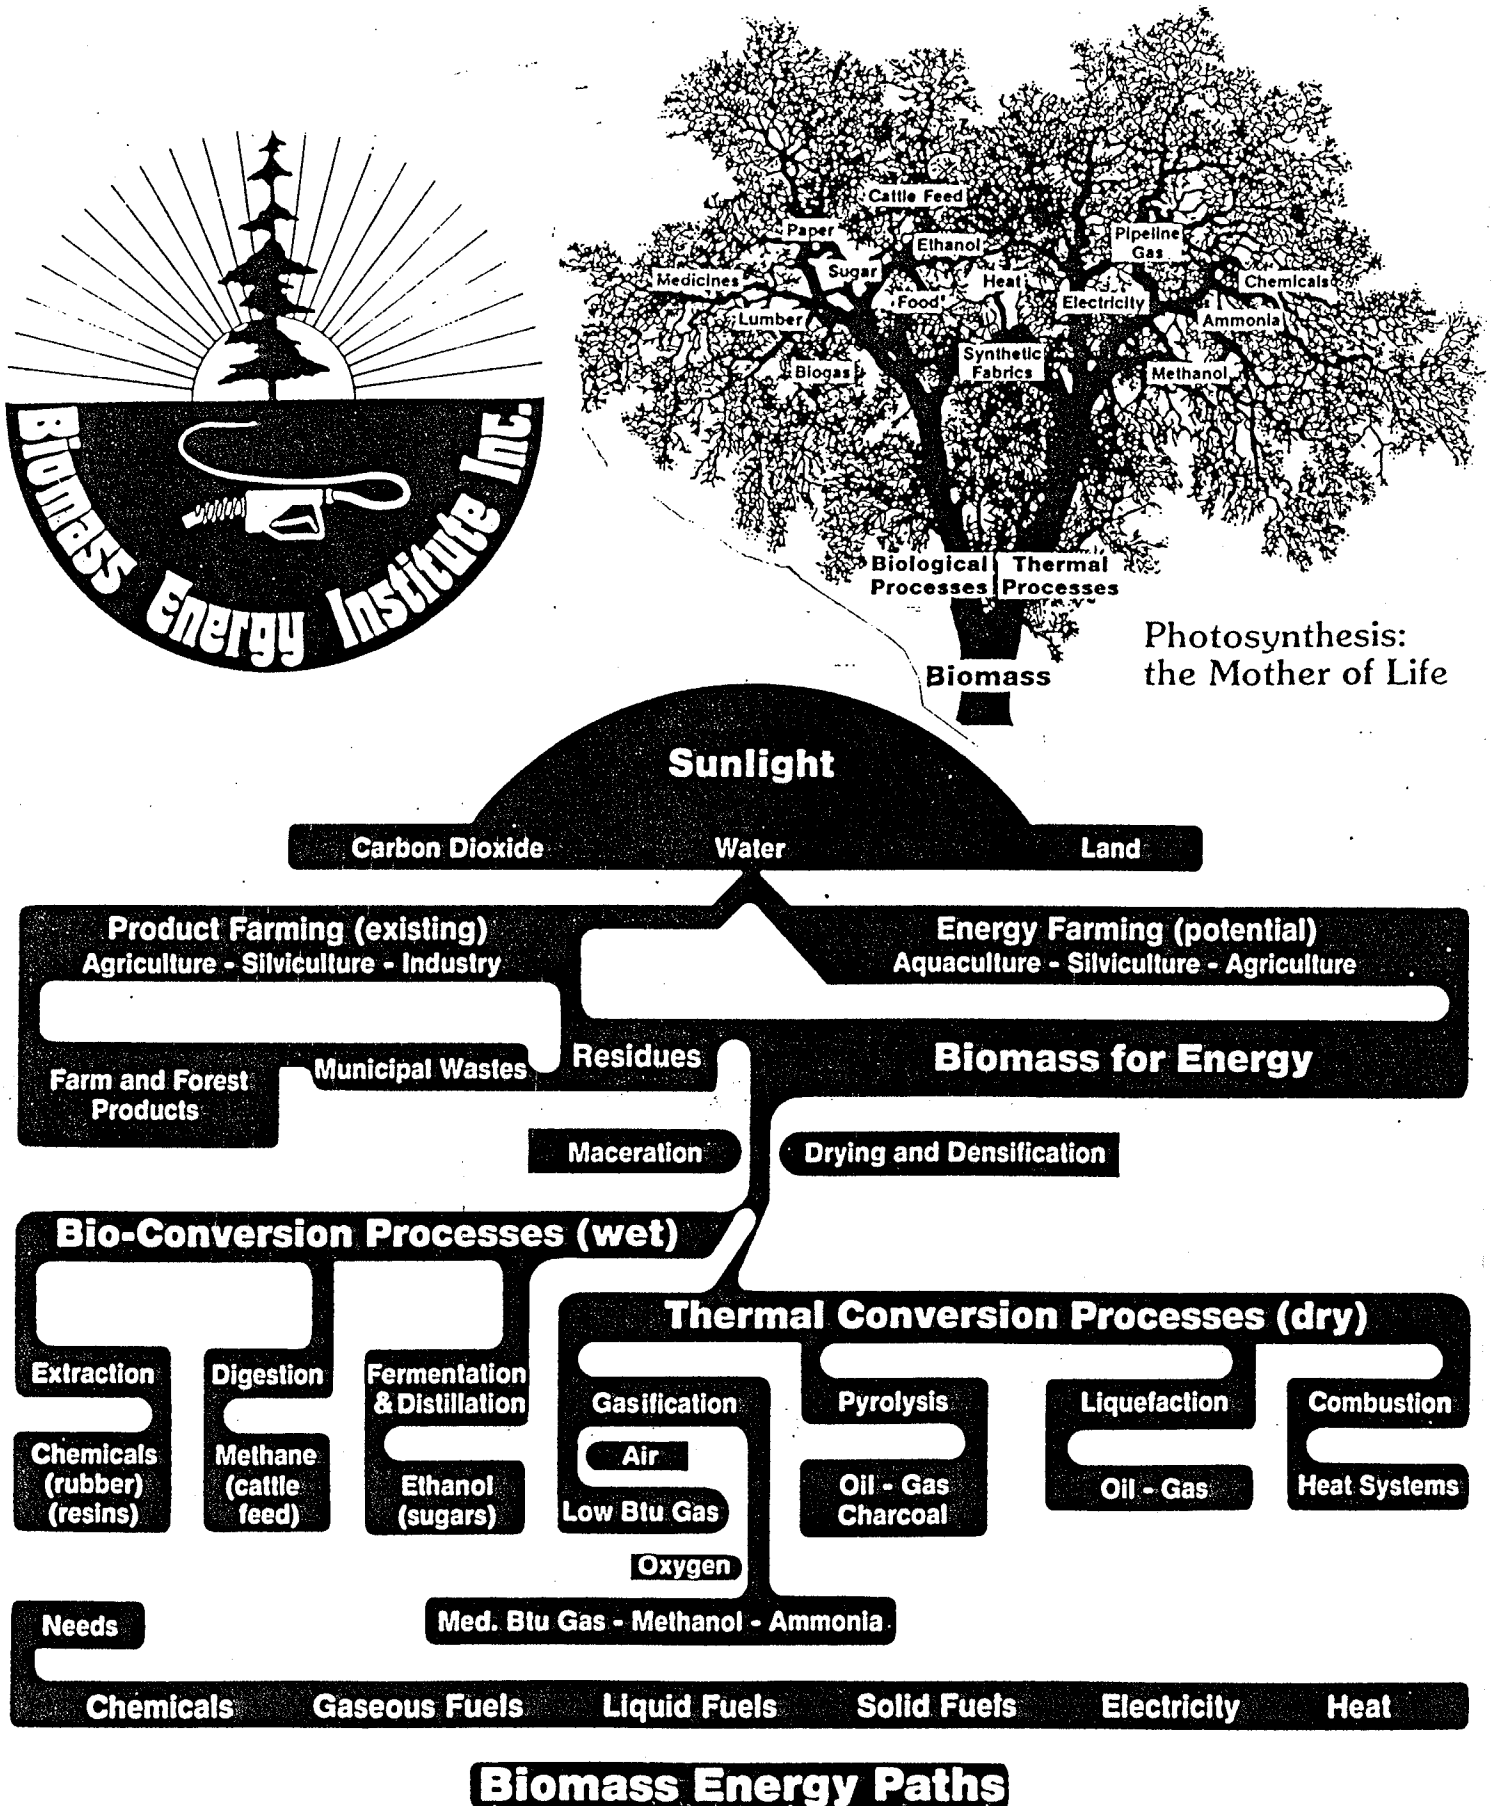 Biomass Energy Institute Inc.
Cattle Feed
Paper
Ethanol
Pipeline
Gas
Medicines
Sugar
Heat
Chemicals
Food
Electricity
Lumber
Ammonia
Synthetic
Fabrics
Biogas
Methanol
Biological
Processes
Thermal
Processes
Biomass
Photosynthesis:
the Mother of Life
Sunlight
Carbon Dioxide
Water
Land
Product Farming (existing)
Agriculture - Silviculture - Industry
Energy Farming (potential)
Aquaculture - Silviculture - Agriculture
Farm and Forest
Products
Municipal Wastes
Residues
Biomass for Energy
Maceration
Drying and Densification
Bio-Conversion Processes (wet)
Thermal Conversion Processes (dry)
Extraction
Digestion
Fermentation
& Distillation
Gasification
Pyrolysis
Liquefaction
Combustion
Chemicals
(rubber)
(resins)
Methane
(cattle
feed)
Ethanol
(sugars)
Air
Low Btu Gas
Oil - Gas
Charcoal
Oil - Gas
Heat Systems
Oxygen
Med. Btu Gas - Methanol - Ammonia
Needs
Chemicals
Gaseous Fuels
Liquid Fuels
Solid Fuels
Electricity
Heat
Biomass Energy Paths